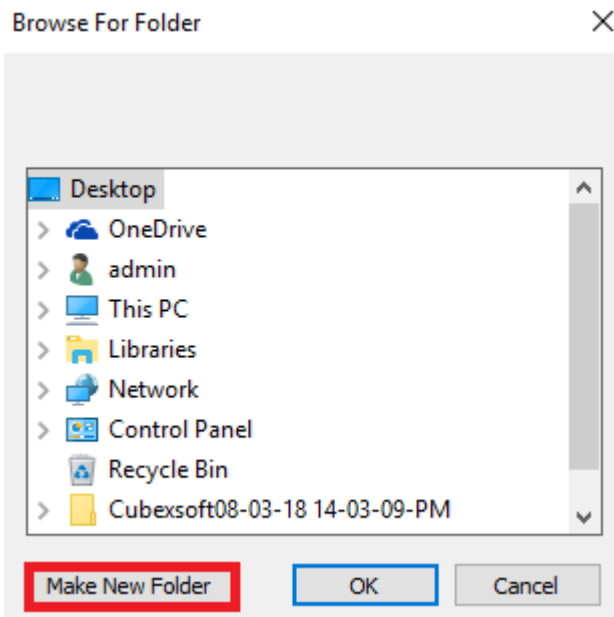 Browse For Folder
Desktop
OneDrive
admin
This PC
Libraries
Network
Control Panel
Recycle Bin
Cubexsoft08-03-18 14-03-09-PM
Make New Folder OK Cancel